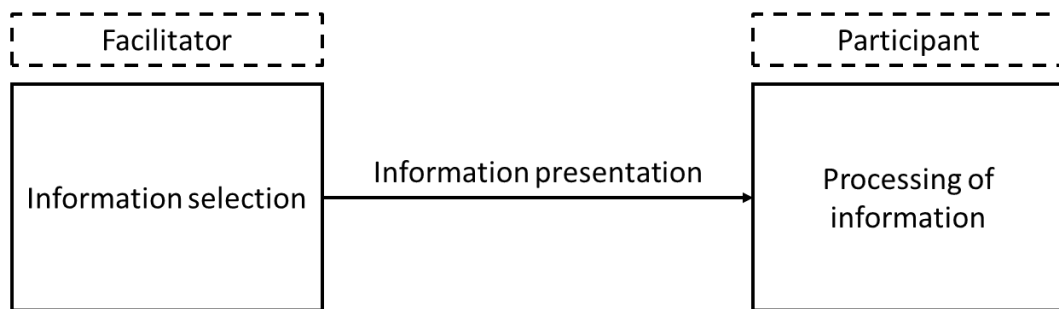 Facilitator
Participant
Information selection
Information presentation
Processing of
information